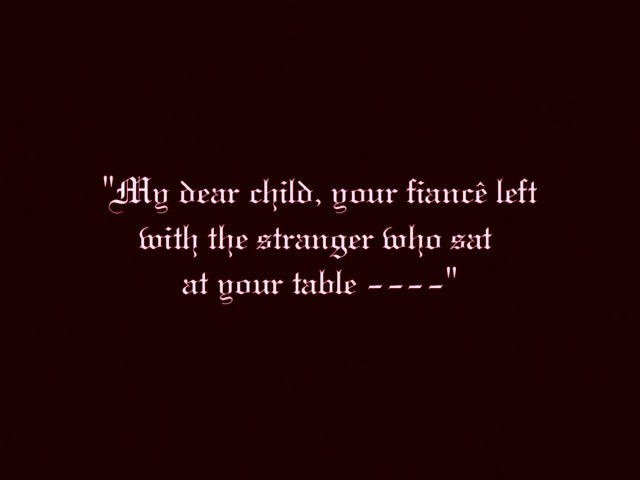 "My dear child, your fiancê left
with the stranger who sat
at your table ----"